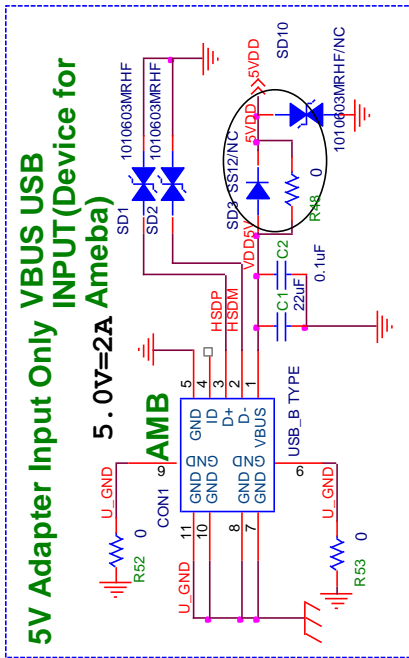 5V Adapter Input Only
VBUS USB
INPUT(Device for
Ameba)
5.0V=2A
AMB
U_GND
R52
0
CON1
9
GND
11
GND
10
GND
8
GND
7
GND
GND
5
ID
4
D+
3
D-
2
VBUS
1
GND
6
USB_B TYPE
U_GND
U_GND
R53
0
HSDP
HSDM
SD1
1010603MRHF
SD2
1010603MRHF
VDD5V
C1
22uF
C2
0.1uF
SD3
SS12/NC
R48
0
5VDD
5VDD
SD10
1010603MRHF/NC